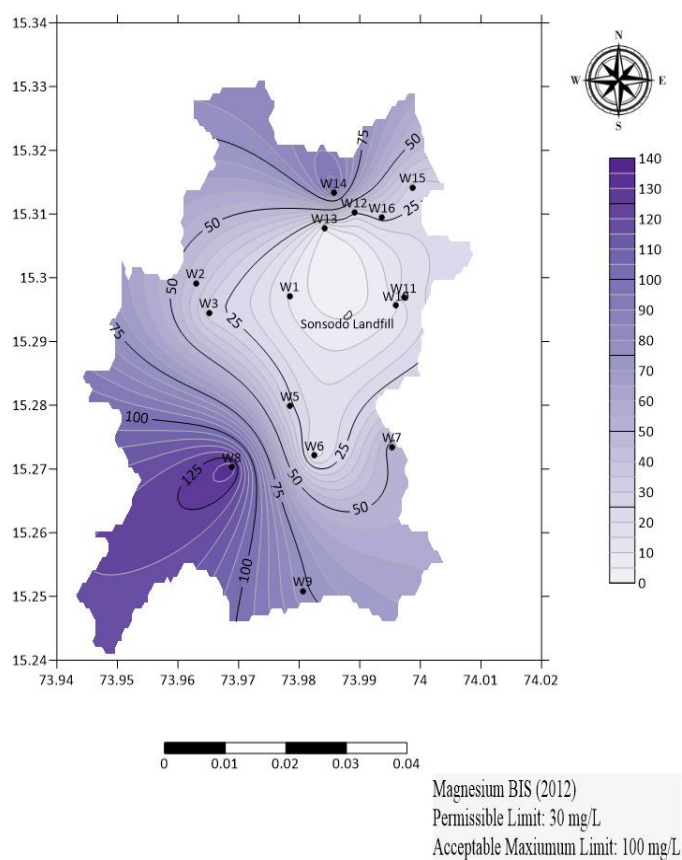 15.34
15.33
15.32
15.31
15.3
15.29
15.28
15.27
15.26
15.25
15.24
73.94 73.95 73.96 73.97 73.98 73.99 74 74.01 74.02
N
W E
S
75
50
W14
W15
W12
W16
25
W13
50
W2
W3
50
W1
W11
W10
0
Sonsodo Landfill
25
75
W5
100
W6
25
W7
W8
125
50
75
50
100
W9
140
130
120
110
100
90
80
70
60
50
40
30
20
10
0
0 0.01 0.02 0.03 0.04
Magnesium BIS (2012)
Permissible Limit: 30 mg/L
Acceptable Maxiumum Limit: 100 mg/L